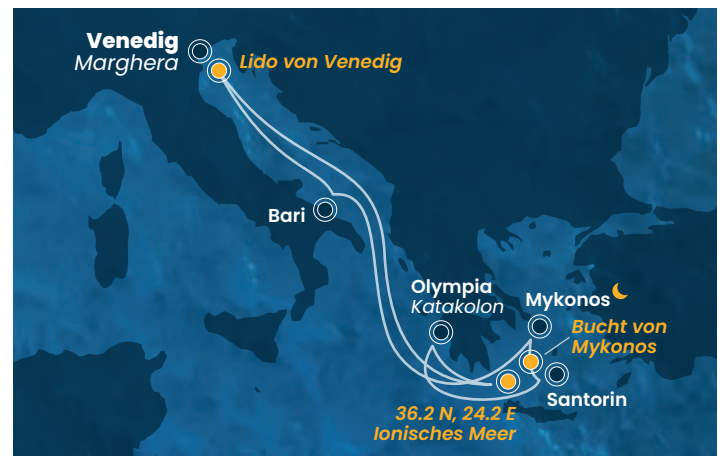 Venedig
Marghera
Lido von Venedig
Bari
Olympia
Katakolon
Mykonos
Bucht von
Mykonos
Santorin
36.2 N, 24.2 E
Ionisches Meer